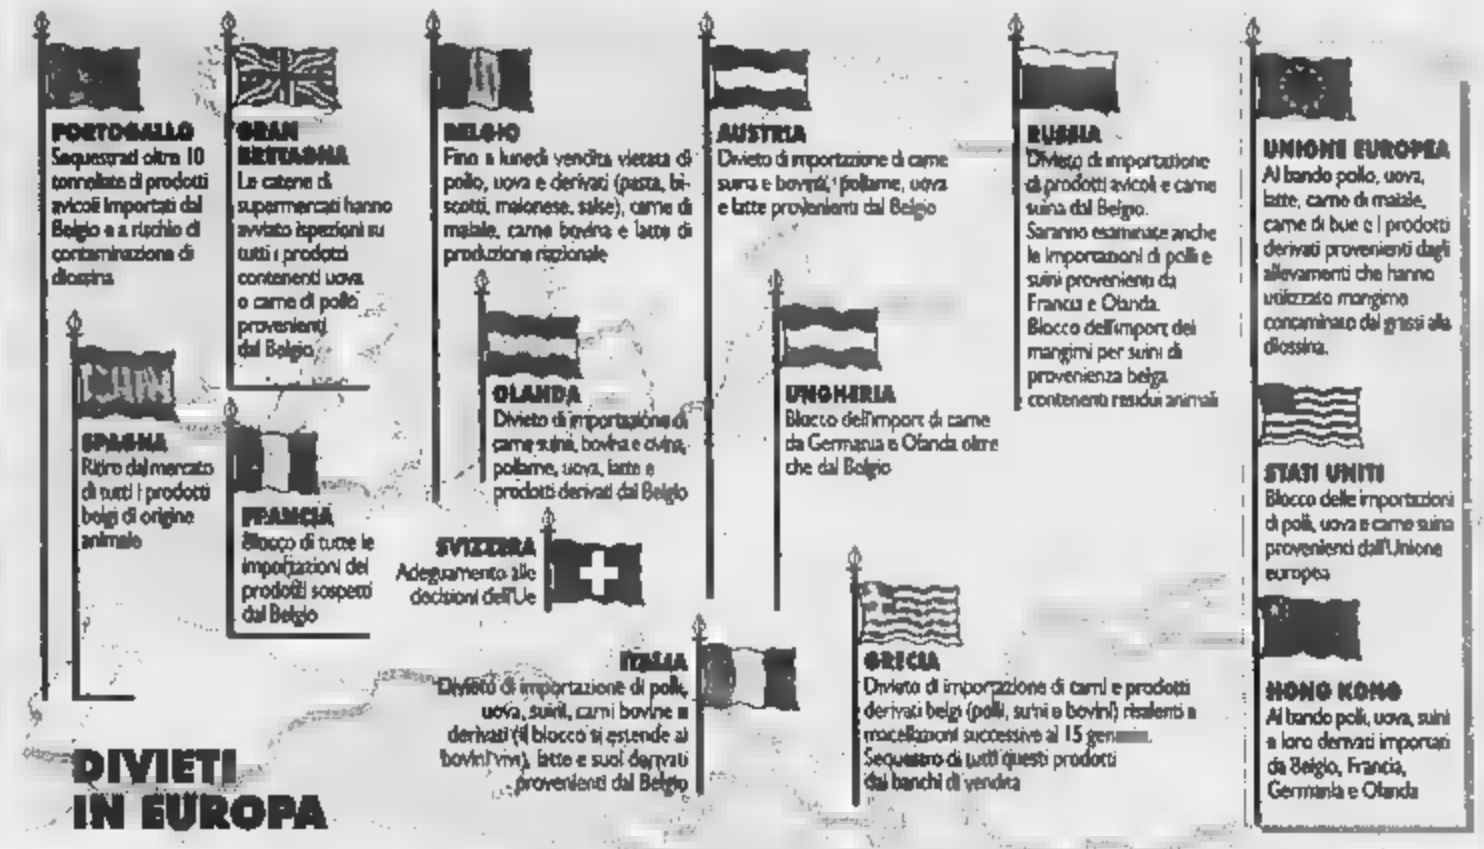 PORTOGALLO
Sequestrati oltre 10
tonnellate di prodotti
avicoli importati dal
Belgio e a rischio di
contaminazione di
diossina
GRAN
BRETAGNA
Le catene di
supermercati hanno
avviato ispezioni su
tutti i prodotti
contenenti uova
o carne di pollo
provenienti
dal Belgio
BELGIO
Fino a lunedì vendita vietata di
pollo, uova e derivati (pasta, bi-
scotti, maionese, salse), carne di
maiale, carne bovina e latte di
produzione nazionale
AUSTRIA
Divieto di importazione di carne
suina e bovina, pollame, uova
e latte provenienti dal Belgio
RUSSIA
Divieto di importazione
di prodotti avicoli e carne
suina dal Belgio.
Saranno esaminate anche
le importazioni di polli e
suini provenienti da
Francia e Olanda.
Blocco dell'import dei
mangimi per suini di
provenienza belga
contenenti residui animali
UNIONE EUROPEA
Al bando pollo, uova,
latte, carne di maiale,
carne di bue e i prodotti
derivati provenienti dagli
allevamenti che hanno
utilizzato mangime
contaminato dai grassi alla
diossina.
SPAGNA
Ritiro dal mercato
di tutti i prodotti
belgi di origine
animale
FRANCIA
Blocco di tutte le
importazioni dei
prodotti sospetti
dal Belgio
OLANDA
Divieto di importazione di
carne suina, bovina e ovina,
pollame, uova, latte e
prodotti derivati dal Belgio
UNGHERIA
Blocco dell'import di carne
da Germania e Olanda oltre
che dal Belgio
STATI UNITI
Blocco delle importazioni
di polli, uova e carne suina
provenienti dall'Unione
europea
SVIZZERA
Adeguamento alle
decisioni dell'Ue
ITALIA
Divieto di importazione di polli,
uova, suini, carni bovine e
derivati (il blocco si estende ai
bovini vivi), latte e suoi derivati
provenienti dal Belgio
GRECIA
Divieto di importazione di carni e prodotti
derivati belgi (polli, suini e bovini) risalenti a
macellazioni successive al 15
Sequestro di tutti questi prodotti
dai banchi di vendita
HONG KONG
Al bando polli, uova, suini
e loro derivati importati
da Belgio, Francia,
Germania e Olanda
DIVIETI
IN EUROPA